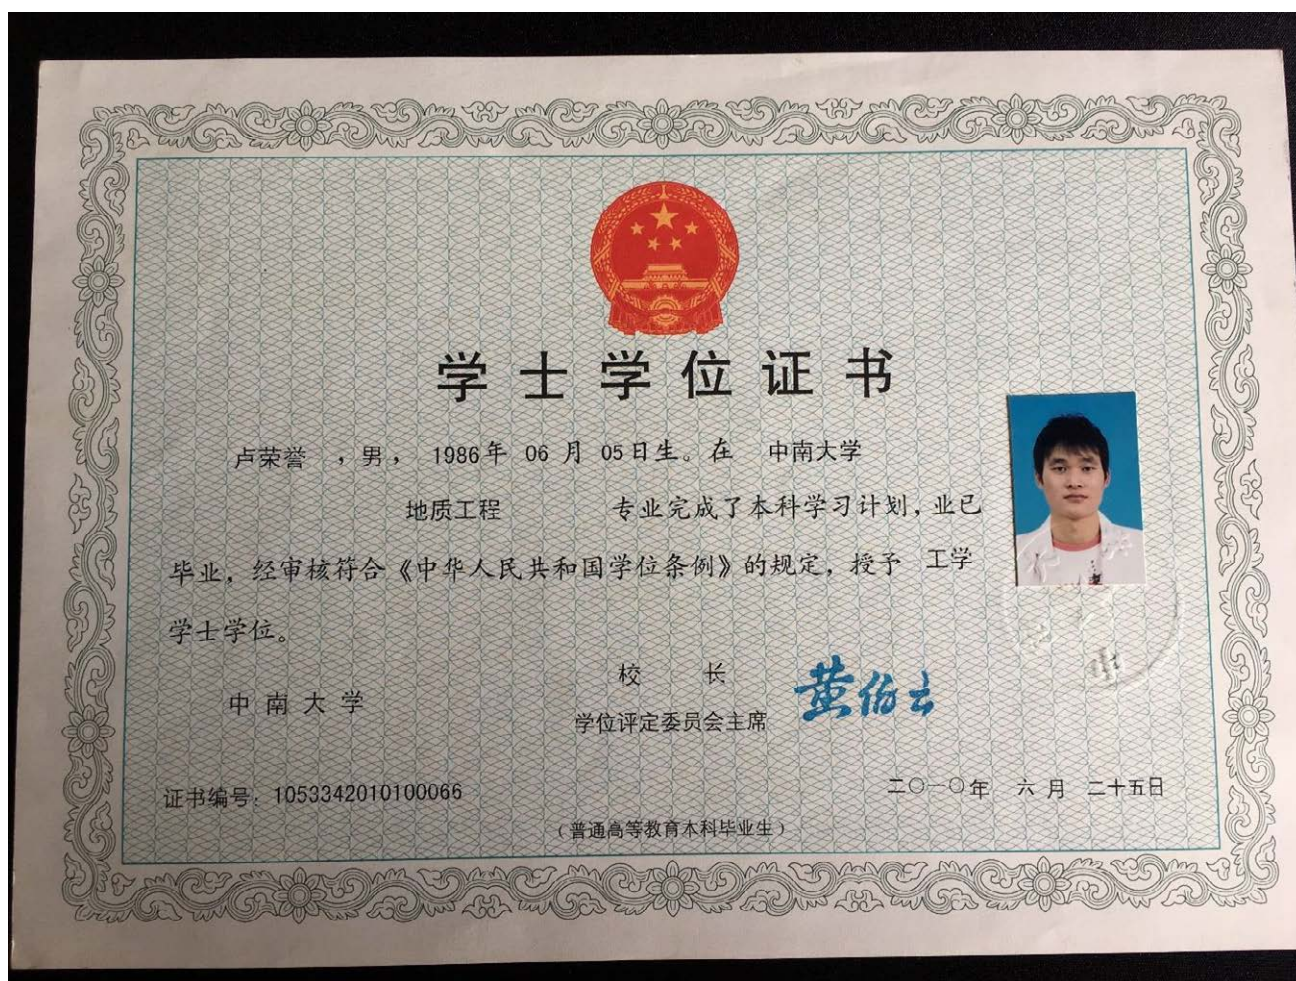 学士学位证书
卢荣誉 ，男， 1986年 06 月 05日生。在 中南大学
地质工程 专业完成了本科学习计划，业已
毕业，经审核符合《中华人民共和国学位条例》的规定，授予 工学
学士学位。
中南大学
校 长
黄伯云
学位评定委员会主席
证书编号：1053342010100066
二〇一〇年 六月 二十五日
（普通高等教育本科毕业生）